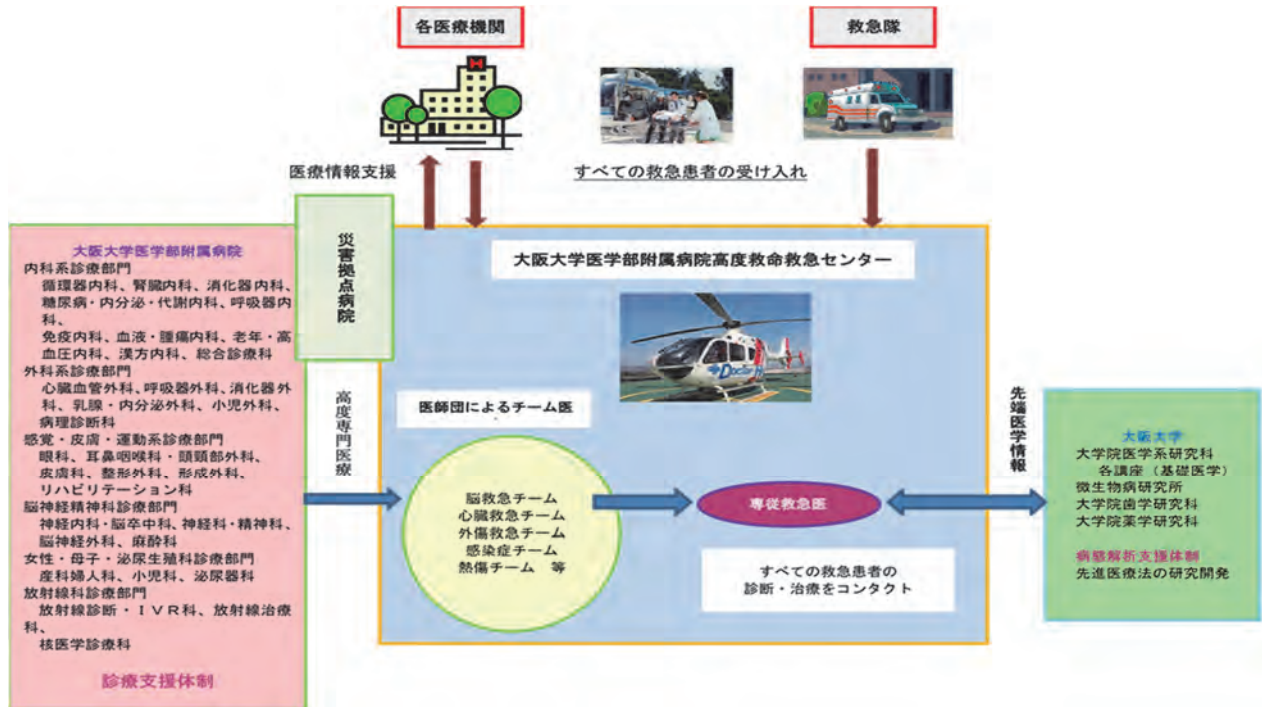 各医療機関
救急隊
H
医療情報支援
すべての救急患者の受け入れ
災害拠点病院
大阪大学医学部附属病院高度救命救急センター
大阪大学医学部附属病院
内科系診療部門
循環器内科、腎臓内科、消化器内科、
糖尿病・内分泌・代謝内科、呼吸器内
科、
免疫内科、血液・腫瘍内科、老年・高
血圧内科、漢方内科、総合診療科
外科系診療部門
心臓血管外科、呼吸器外科、消化器外
科、乳腺・内分泌外科、小児外科、
病理診断科
感覚・皮膚・運動系診療部門
眼科、耳鼻咽喉科・頭頸部外科、
皮膚科、整形外科、形成外科、
リハビリテーション科
脳神経精神科診療部門
神経内科・脳卒中科、神経科・精神科、
脳神経外科、麻酔科
女性・母子・泌尿生殖科診療部門
産科婦人科、小児科、泌尿器科
放射線科診療部門
放射線診断・IVR科、放射線治療
科、
核医学診療科
診療支援体制
高度専門医療
Doctor
医師団によるチーム医
脳救急チーム
心臓救急チーム
外傷救急チーム
感染症チーム
熱傷チーム 等
専従救急医
すべての救急患者の
診断・治療をコンタクト
先端医学情報
大阪大学
大学院医学系研究科
各講座（基礎医学）
微生物病研究所
大学院歯学研究科
大学院薬学研究科
病態解析支援体制
先進医療法の研究開発